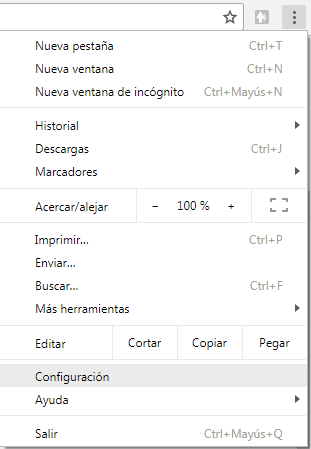 Nueva pestaña Ctrl+T
Nueva ventana Ctrl+N
Nueva ventana de incógnito Ctrl+Mayús+N
Historial
Descargas Ctrl+J
Marcadores
Acercar/alejar − 100 % +
Imprimir... Ctrl+P
Enviar...
Buscar... Ctrl+F
Más herramientas
Editar Cortar Copiar Pegar
Configuración
Ayuda
Salir Ctrl+Mayús+Q